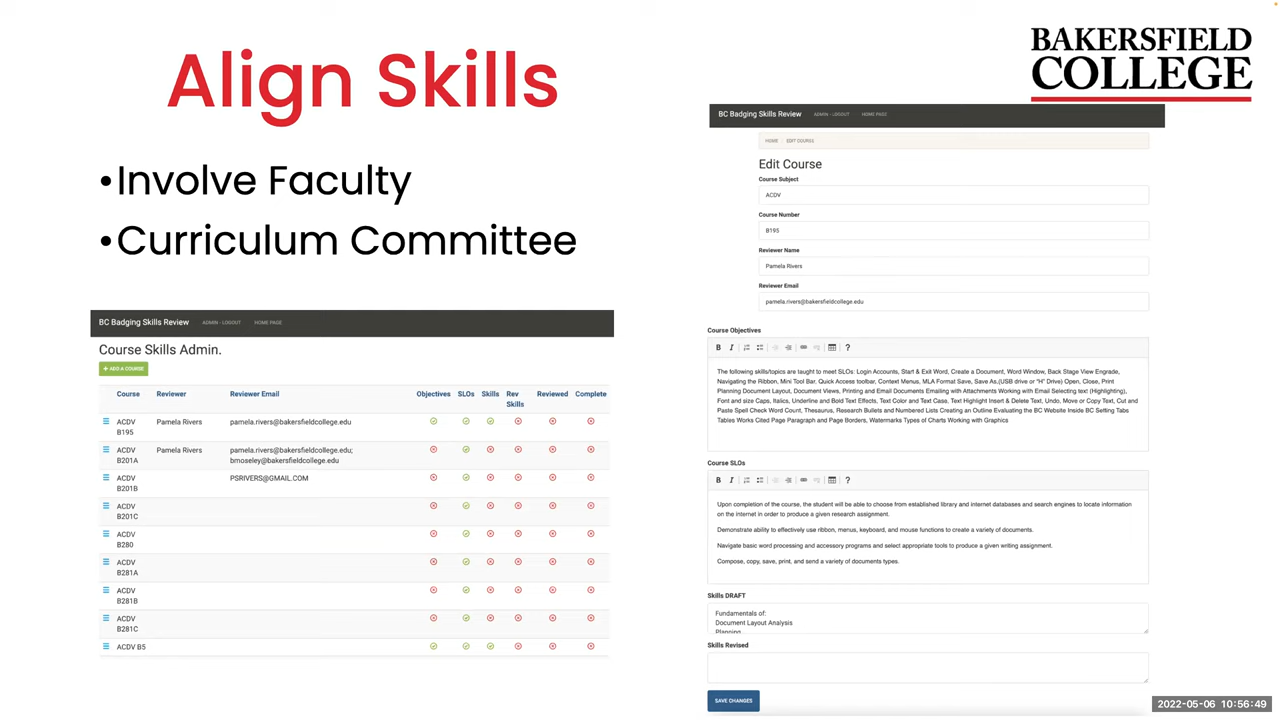 Align Skills
•Involve Faculty
•Curriculum Committee
BC Badging Skills Review ADMIN - LOGOUT HOME PAGE
Course Skills Admin.
+ ADD A COURSE
Course Reviewer Reviewer Email Objectives SLOs Skills Rev Skills Reviewed Complete
ACDV B195 Pamela Rivers pamela.rivers@bakersfieldcollege.edu
ACDV B201A Pamela Rivers pamela.rivers@bakersfieldcollege.edu; bmoseley@bakersfieldcollege.edu
ACDV B201B PSRIVERS@GMAIL.COM
ACDV B201C
ACDV B280
ACDV B281A
ACDV B281B
ACDV B281C
ACDV B5
BAKERSFIELD
COLLEGE
BC Badging Skills Review ADMIN - LOGOUT HOME PAGE
HOME EDIT COURSE
Edit Course
Course Subject
ACDV
Course Number
B195
Reviewer Name
Pamela Rivers
Reviewer Email
pamela.rivers@bakersfieldcollege.edu
Course Objectives
B I ?
The following skills/topics are taught to meet SLOs: Login Accounts, Start & Exit Word, Create a Document, Word Window, Back Stage View Engrade,
Navigating the Ribbon, Mini Tool Bar, Quick Access toolbar, Context Menus, MLA Format Save, Save As,(USB drive or "H" Drive) Open, Close, Print
Planning Document Layout, Document Views, Printing and Email Documents Emailing with Attachments Working with Email Selecting text (Highlighting),
Font and size Caps, Italics, Underline and Bold Text Effects, Text Color and Text Case, Text Highlight Insert & Delete Text, Undo, Move or Copy Text, Cut and
Paste Spell Check Word Count, Thesaurus, Research Bullets and Numbered Lists Creating an Outline Evaluating the BC Website Inside BC Setting Tabs
Tables Works Cited Page Paragraph and Page Borders, Watermarks Types of Charts Working with Graphics
Course SLOs
B I ?
Upon completion of the course, the student will be able to choose from established library and internet databases and search engines to locate information
on the internet in order to produce a given research assignment.
Demonstrate ability to effectively use ribbon, menus, keyboard, and mouse functions to create a variety of documents.
Navigate basic word processing and accessory programs and select appropriate tools to produce a given writing assignment.
Compose, copy, save, print, and send a variety of documents types.
Skills DRAFT
Fundamentals of:
Document Layout Analysis
Planning
Skills Revised
SAVE CHANGES
2022-05-06 10:56:49